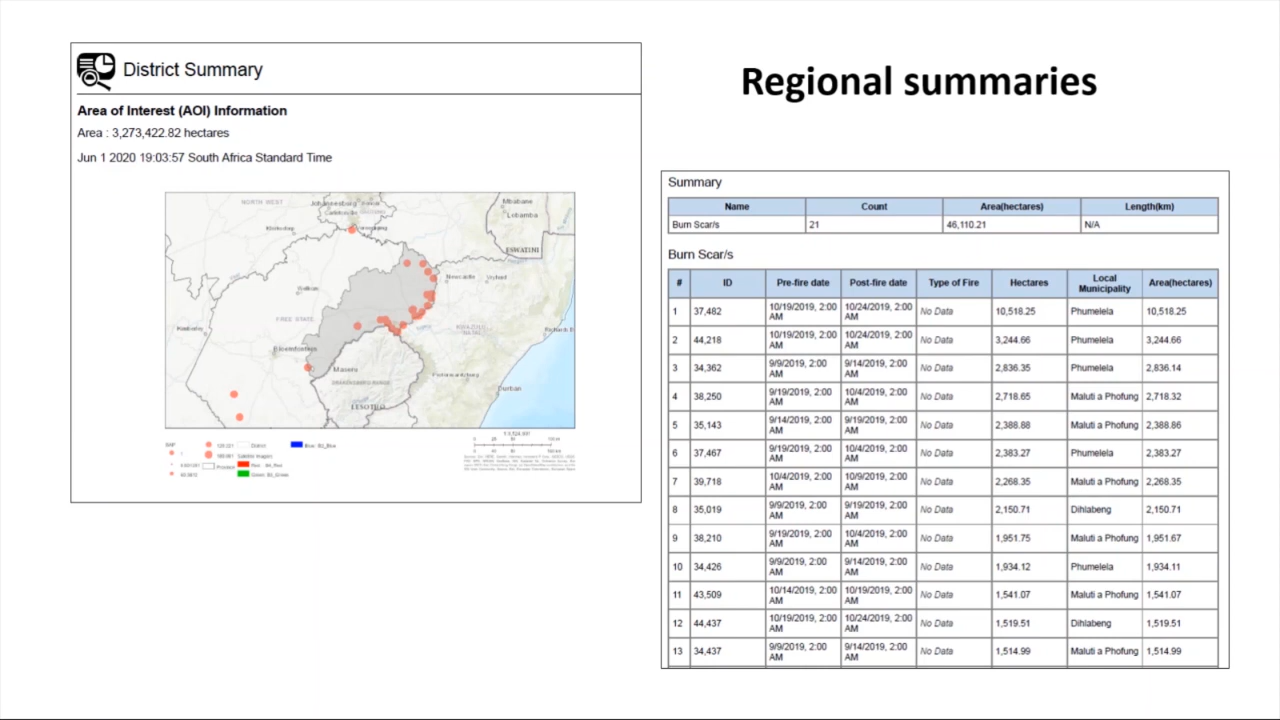 District Summary
Regional summaries
Area of Interest (AOI) Information
Area : 3,273,422.82 hectares
Jun 1 2020 19:03:57 South Africa Standard Time
NORTH WEST
Johannesburg
Mbabane
Lobamba
ESWATINI
Newcastle
Welkom
FREE STATE
Bloemfontein
Maseru
LESOTHO
Durban
District
Province
Summary
Name Count Area(hectares) Length(km)
Burn Scar/s 21 46,110.21 N/A
Burn Scar/s
# ID Pre-fire date Post-fire date Type of Fire Hectares Local Municipality Area(hectares)
1 37,482 10/19/2019, 2:00 AM 10/24/2019, 2:00 AM No Data 10,518.25 Phumelela 10,518.25
2 44,218 10/19/2019, 2:00 AM 10/24/2019, 2:00 AM No Data 3,244.66 Phumelela 3,244.66
3 34,362 9/9/2019, 2:00 AM 9/14/2019, 2:00 AM No Data 2,836.35 Phumelela 2,836.14
4 38,250 9/19/2019, 2:00 AM 10/4/2019, 2:00 AM No Data 2,718.65 Maluti a Phofung 2,718.32
5 35,143 9/14/2019, 2:00 AM 9/19/2019, 2:00 AM No Data 2,388.88 Maluti a Phofung 2,388.86
6 37,467 9/19/2019, 2:00 AM 10/4/2019, 2:00 AM No Data 2,383.27 Phumelela 2,383.27
7 39,718 10/4/2019, 2:00 AM 10/9/2019, 2:00 AM No Data 2,268.35 Maluti a Phofung 2,268.35
8 35,019 9/9/2019, 2:00 AM 9/19/2019, 2:00 AM No Data 2,150.71 Dihlabeng 2,150.71
9 38,210 9/19/2019, 2:00 AM 10/4/2019, 2:00 AM No Data 1,951.75 Maluti a Phofung 1,951.67
10 34,426 9/9/2019, 2:00 AM 9/14/2019, 2:00 AM No Data 1,934.12 Phumelela 1,934.11
11 43,509 10/14/2019, 2:00 AM 10/19/2019, 2:00 AM No Data 1,541.07 Maluti a Phofung 1,541.07
12 44,437 10/19/2019, 2:00 AM 10/24/2019, 2:00 AM No Data 1,519.51 Dihlabeng 1,519.51
13 34,437 9/9/2019, 2:00 AM 9/14/2019, 2:00 AM No Data 1,514.99 Maluti a Phofung 1,514.99